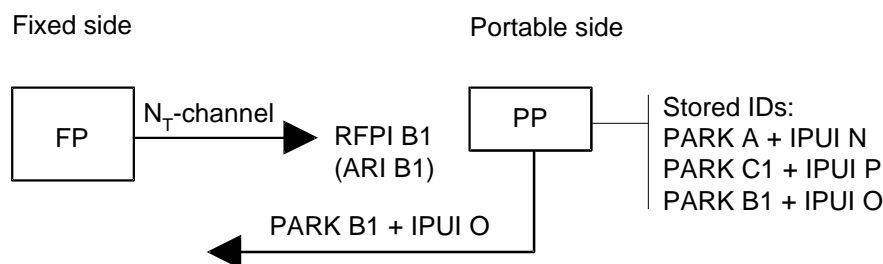 Fixed side
Portable side
FP
N_T-channel
RFPI B1
(ARI B1)
PP
Stored IDs:
PARK A + IPUI N
PARK C1 + IPUI P
PARK B1 + IPUI O
PARK B1 + IPUI O